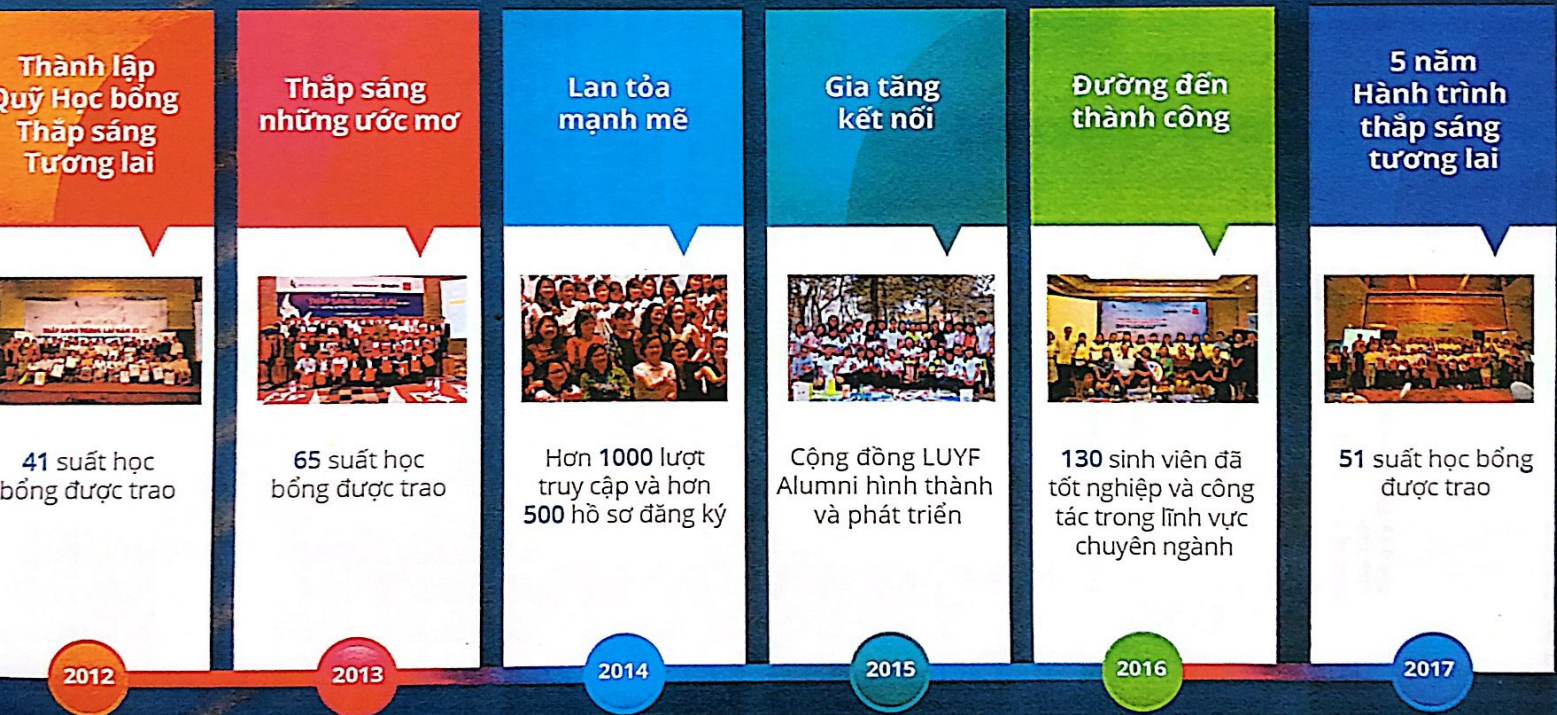 Thành lập
Quỹ Học bổng
Thắp sáng
Tương lai
41 suất học
bổng được trao
2012
Thắp sáng
những ước mơ
THẮP SÁNG TƯƠNG LAI
65 suất học
bổng được trao
2013
Lan tỏa
mạnh mẽ
Hơn 1000 lượt
truy cập và hơn
500 hồ sơ đăng ký
2014
Gia tăng
kết nối
Cộng đồng LUYF
Alumni hình thành
và phát triển
2015
Đường đến
thành công
130 sinh viên đã
tốt nghiệp và công
tác trong lĩnh vực
chuyên ngành
2016
5 năm
Hành trình
thắp sáng
tương lai
51 suất học bổng
được trao
2017